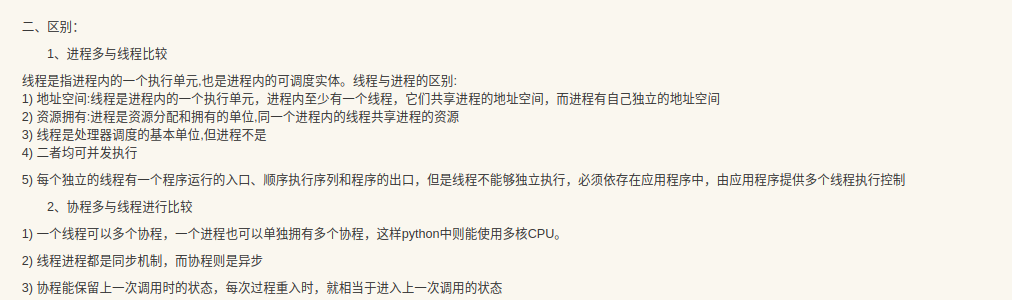 二、区别：
1、进程多与线程比较
线程是指进程内的一个执行单元,也是进程内的可调度实体。线程与进程的区别:
1) 地址空间:线程是进程内的一个执行单元，进程内至少有一个线程，它们共享进程的地址空间，而进程有自己独立的地址空间
2) 资源拥有:进程是资源分配和拥有的单位,同一个进程内的线程共享进程的资源
3) 线程是处理器调度的基本单位,但进程不是
4) 二者均可并发执行
5) 每个独立的线程有一个程序运行的入口、顺序执行序列和程序的出口，但是线程不能够独立执行，必须依存在应用程序中，由应用程序提供多个线程执行控制
2、协程多与线程进行比较
1) 一个线程可以多个协程，一个进程也可以单独拥有多个协程，这样python中则能使用多核CPU。
2) 线程进程都是同步机制，而协程则是异步
3) 协程能保留上一次调用时的状态，每次过程重入时，就相当于进入上一次调用的状态